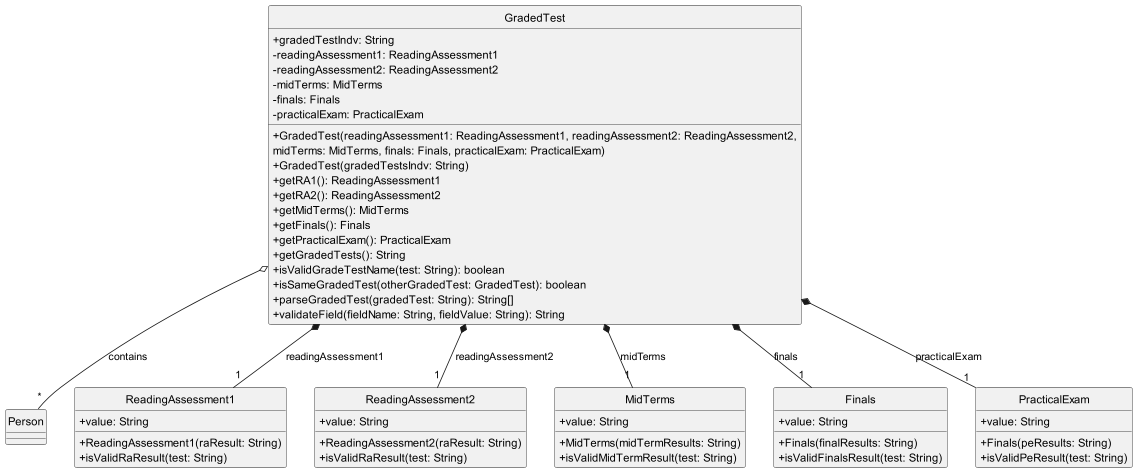 GradedTest
+gradedTestIndv: String
-readingAssessment1: ReadingAssessment1
-readingAssessment2: ReadingAssessment2
-midTerms: MidTerms
-finals: Finals
-practicalExam: PracticalExam
+GradedTest(readingAssessment1: ReadingAssessment1, readingAssessment2: ReadingAssessment2,
midTerms: MidTerms, finals: Finals, practicalExam: PracticalExam)
+GradedTest(gradedTestsIndv: String)
+getRA1(): ReadingAssessment1
+getRA2(): ReadingAssessment2
+getMidTerms(): MidTerms
+getFinals(): Finals
+getPracticalExam(): PracticalExam
+getGradedTests(): String
+isValidGradeTestName(test: String): boolean
+isSameGradedTest(otherGradedTest: GradedTest): boolean
+parseGradedTest(gradedTest: String): String[]
+validateField(fieldName: String, fieldValue: String): String
contains
readingAssessment1
readingAssessment2
midTerms
finals
practicalExam
*
1
1
1
1
1
Person
ReadingAssessment1
+value: String
+ReadingAssessment1(raResult: String)
+isValidRaResult(test: String)
ReadingAssessment2
+value: String
+ReadingAssessment2(raResult: String)
+isValidRaResult(test: String)
MidTerms
+value: String
+MidTerms(midTermResults: String)
+isValidMidTermResult(test: String)
Finals
+value: String
+Finals(finalResults: String)
+isValidFinalsResult(test: String)
PracticalExam
+value: String
+Finals(peResults: String)
+isValidPeResult(test: String)